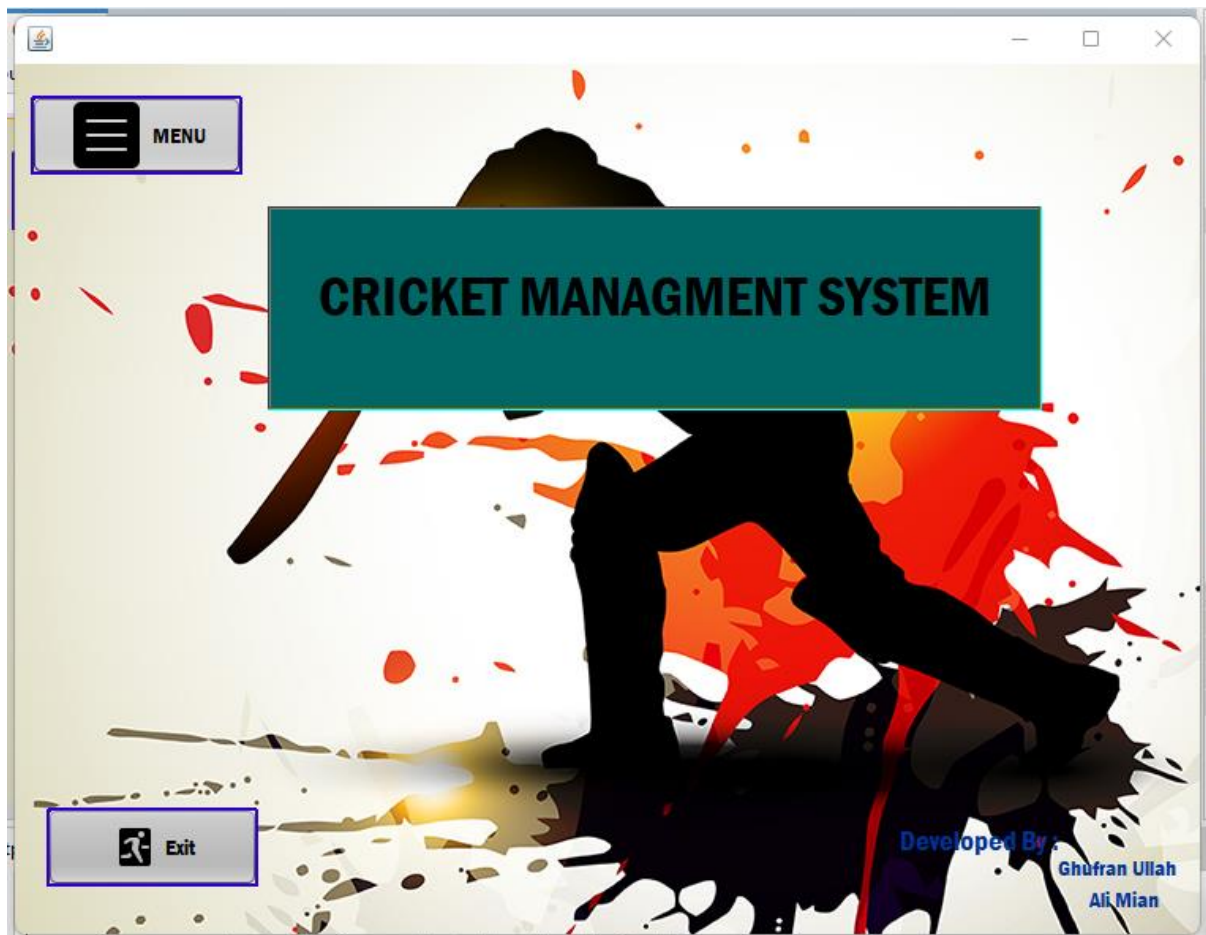 MENU
CRICKET MANAGMENT SYSTEM
Exit
Developed By :
Ghufran Ullah
Ali Mian